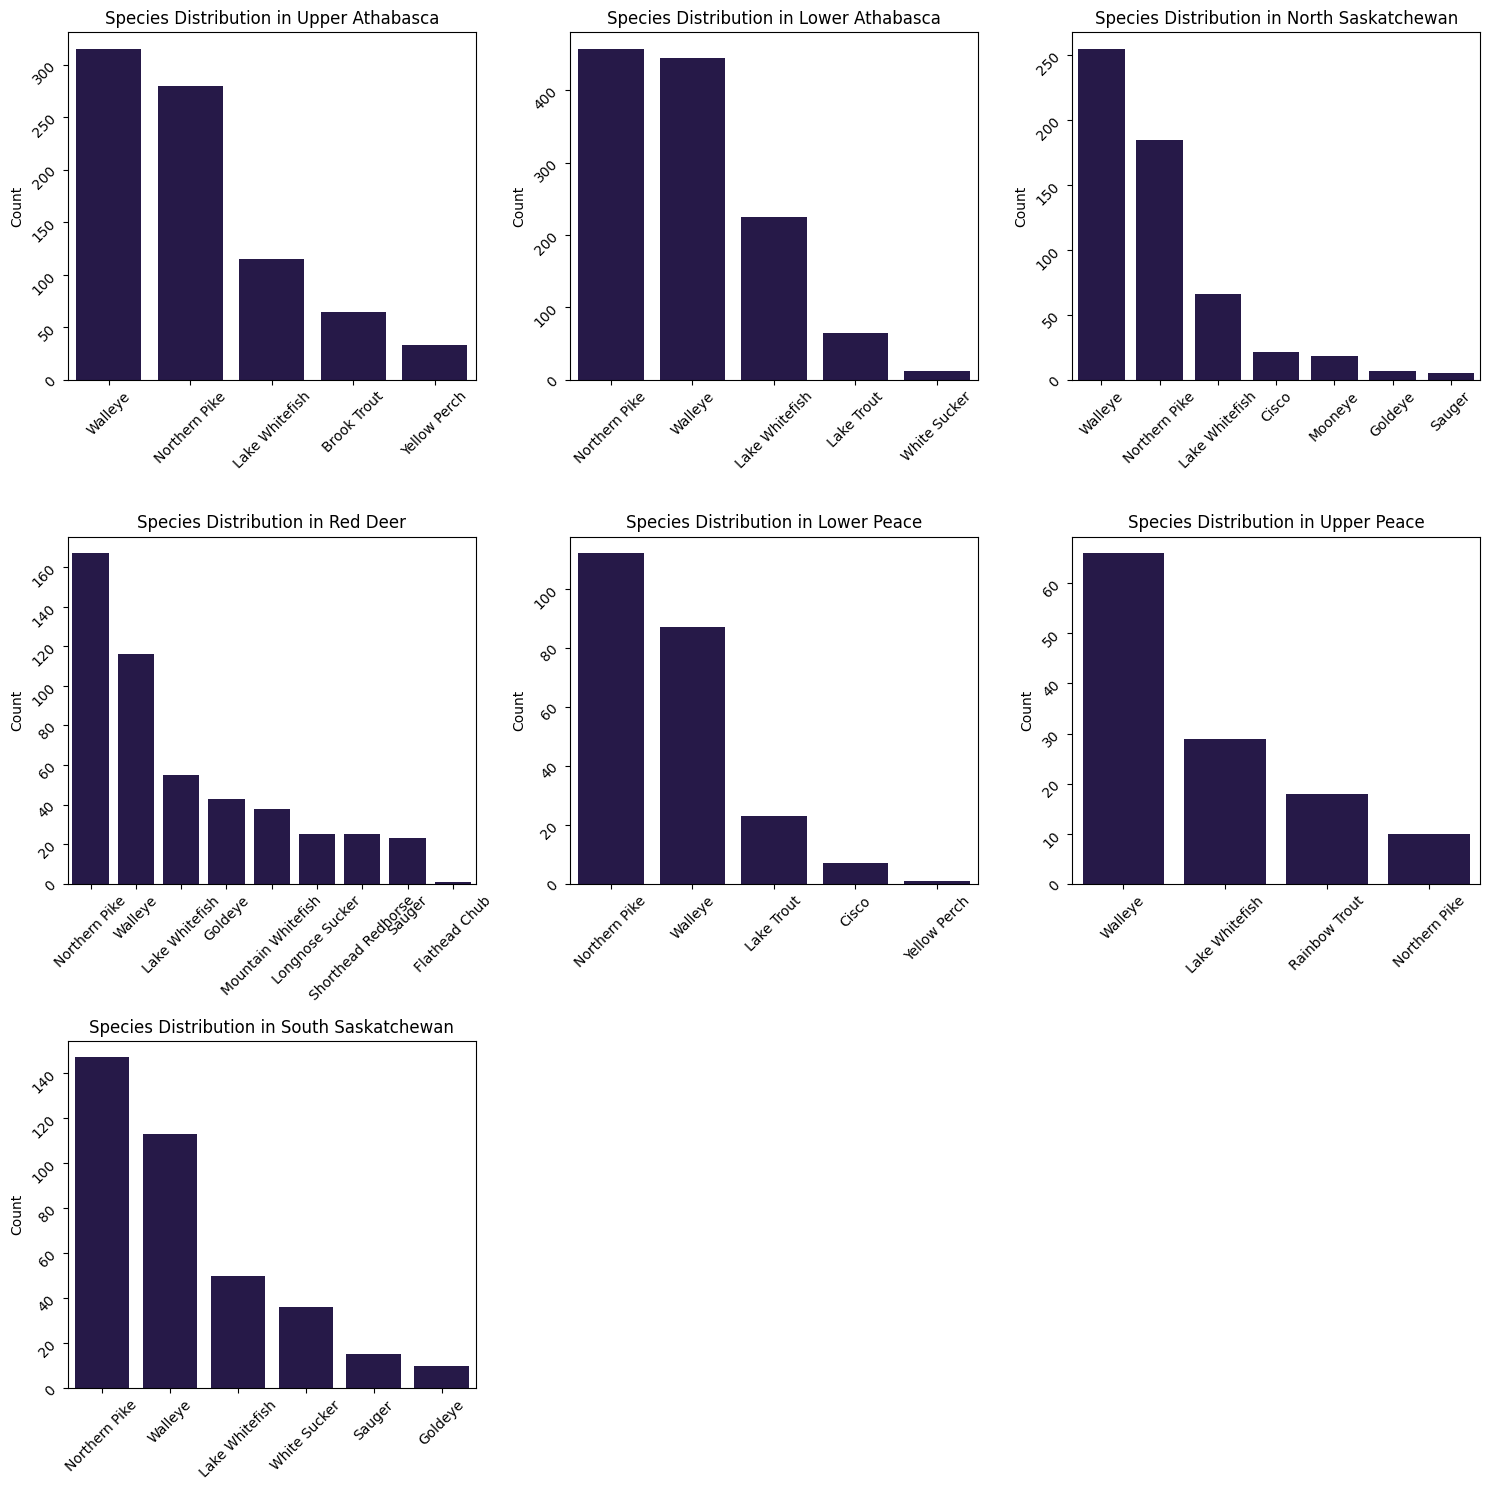 Species Distribution in Upper Athabasca
Count
300
250
200
150
100
50
0
Walleye
Northern Pike
Lake Whitefish
Brook Trout
Yellow Perch
Species Distribution in Lower Athabasca
Count
400
300
200
100
0
Northern Pike
Walleye
Lake Whitefish
Lake Trout
White Sucker
Species Distribution in North Saskatchewan
Count
250
200
150
100
50
0
Walleye
Northern Pike
Lake Whitefish
Cisco
Mooneye
Goldeye
Sauger
Species Distribution in Red Deer
Count
160
140
120
100
80
60
40
20
0
Northern Pike
Walleye
Lake Whitefish
Goldeye
Mountain Whitefish
Longnose Sucker
Shorthead Redhorse
Sauger
Flathead Chub
Species Distribution in Lower Peace
Count
100
80
60
40
20
0
Northern Pike
Walleye
Lake Trout
Cisco
Yellow Perch
Species Distribution in Upper Peace
Count
60
50
40
30
20
10
0
Walleye
Lake Whitefish
Rainbow Trout
Northern Pike
Species Distribution in South Saskatchewan
Count
140
120
100
80
60
40
20
0
Northern Pike
Walleye
Lake Whitefish
White Sucker
Sauger
Goldeye